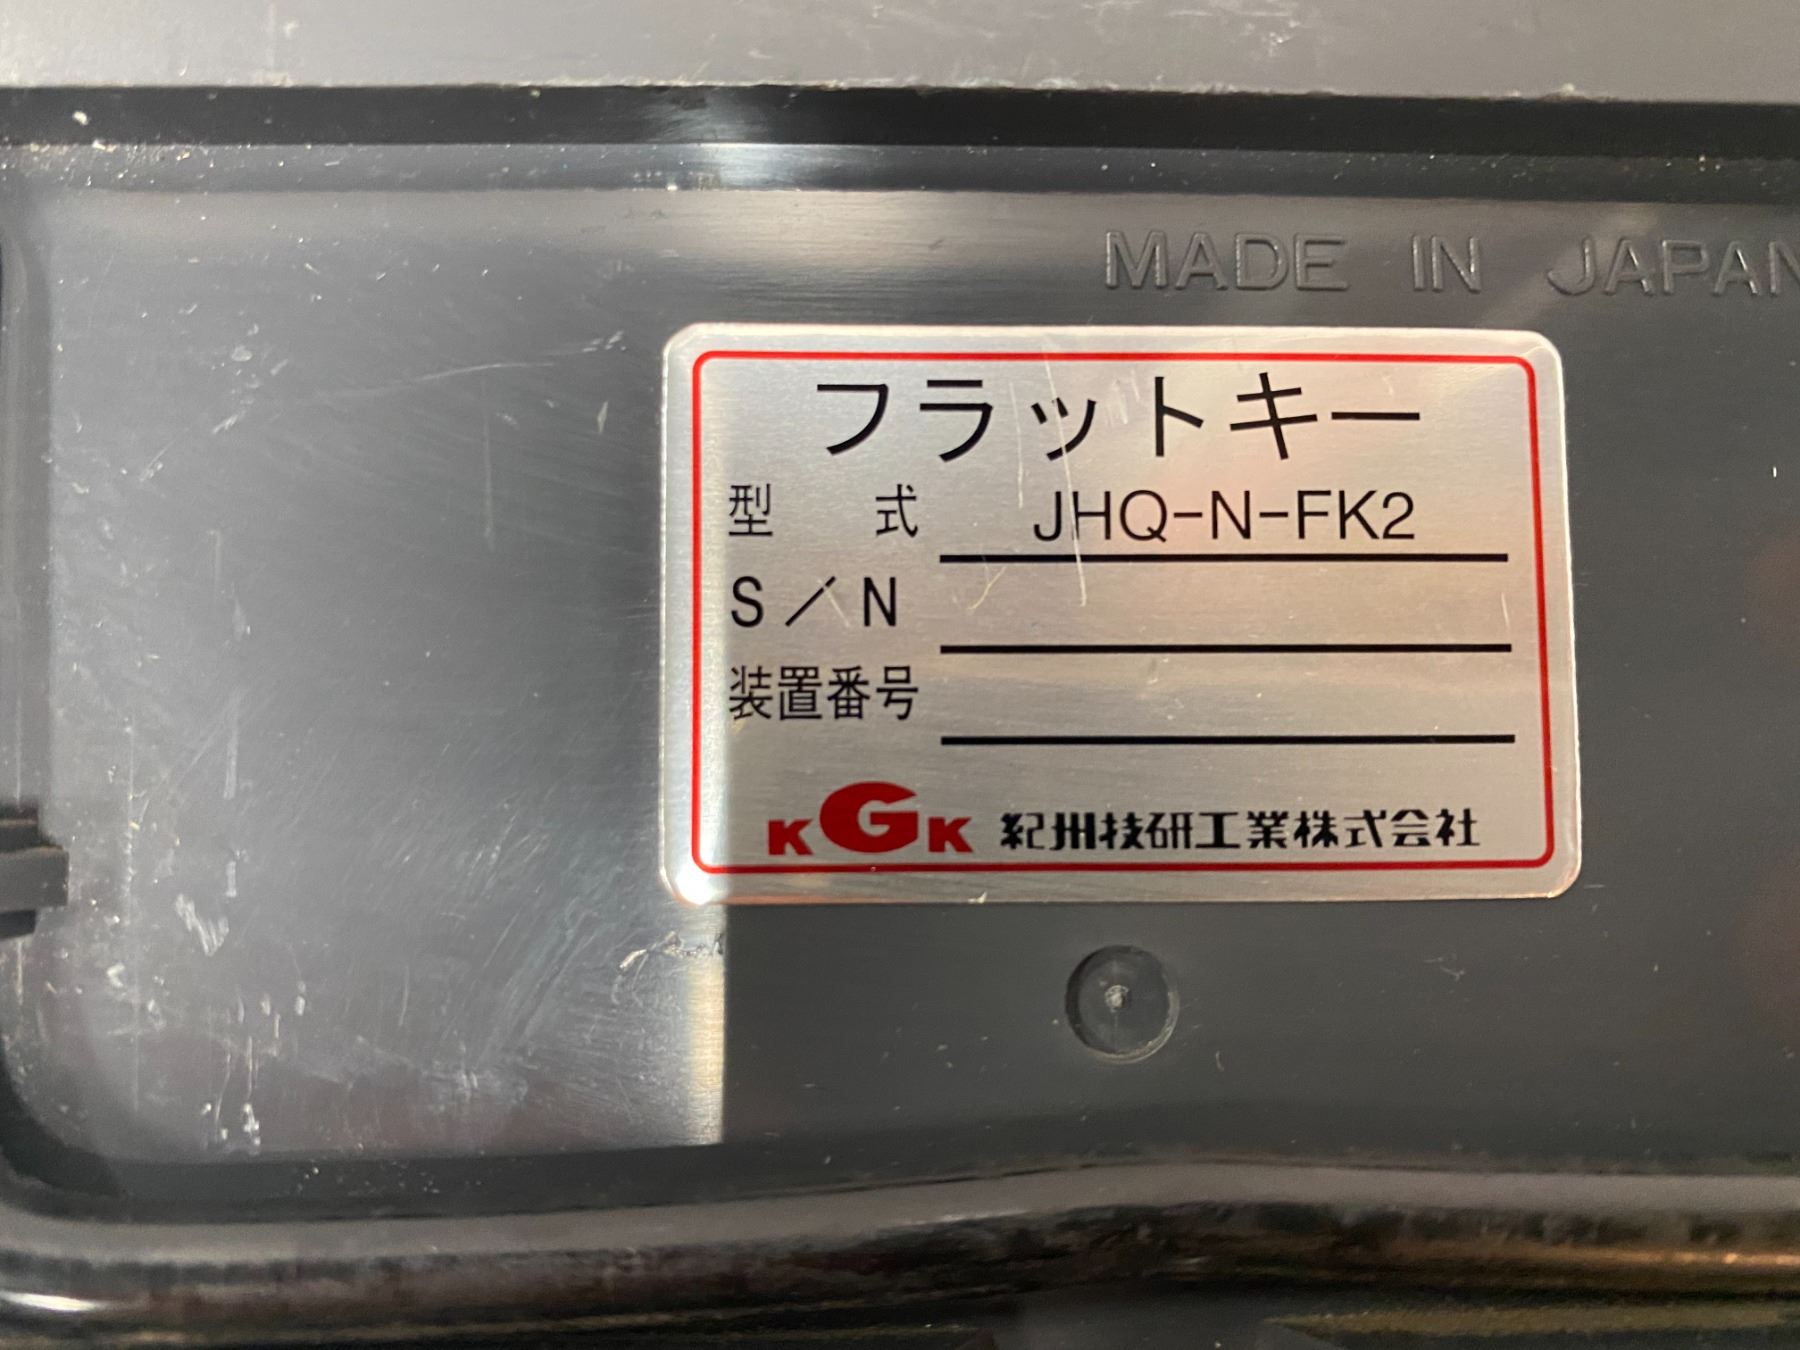 MADE IN JAPAN
フラットキー
型式 JHQ-N-FK2
S／N
装置番号
KGK 紀州技研工業株式会社